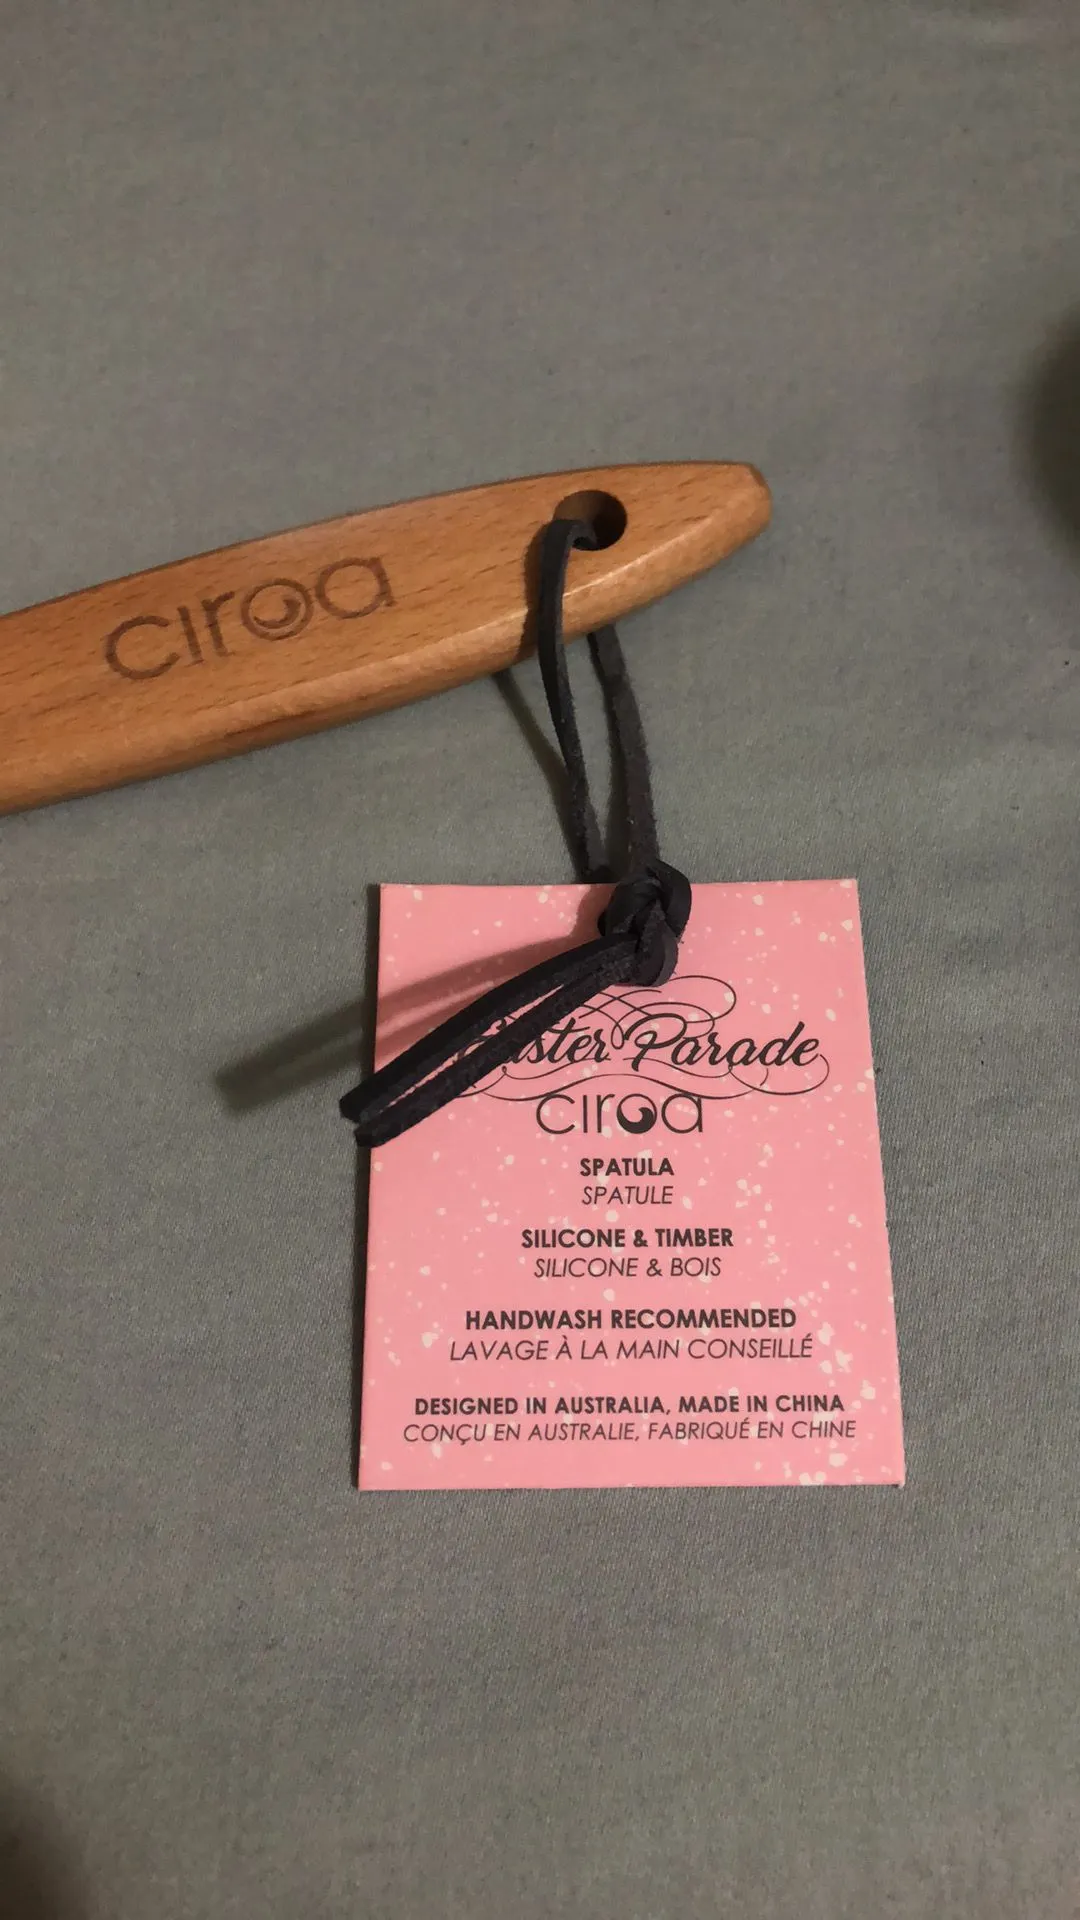 ciroa
Parade
ciroa
SPATULA
SPATULE
SILICONE & TIMBER
SILICONE & BOIS
HANDWASH RECOMMENDED
LAVAGE À LA MAIN CONSEILLÉ
DESIGNED IN AUSTRALIA, MADE IN CHINA
CONÇU EN AUSTRALIE, FABRIQUÉ EN CHINE